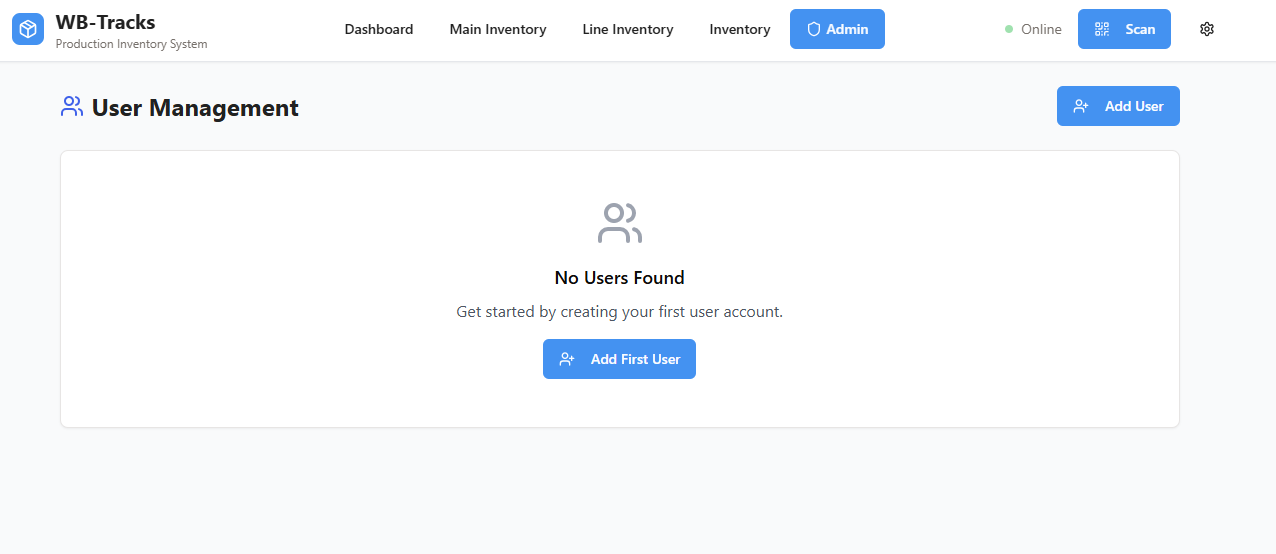 WB-Tracks
Production Inventory System
Dashboard
Main Inventory
Line Inventory
Inventory
Admin
Online
Scan
User Management
Add User
No Users Found
Get started by creating your first user account.
Add First User